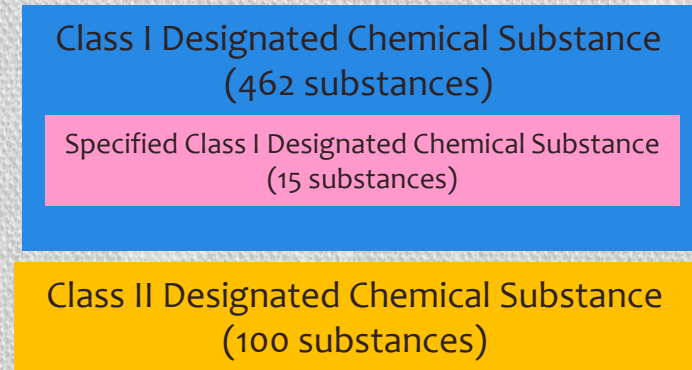 Class I Designated Chemical Substance
(462 substances)
Specified Class I Designated Chemical Substance
(15 substances)
Class II Designated Chemical Substance
(100 substances)